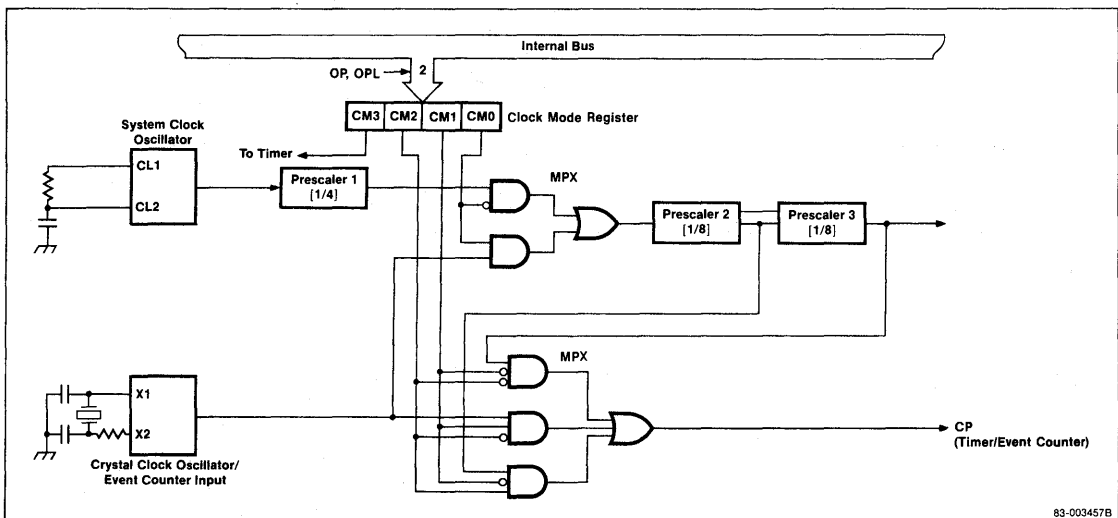 Internal Bus
OP, OPL
2
CM3 CM2 CM1 CM0
Clock Mode Register
System Clock
Oscillator
To Timer
CL1
CL2
Prescaler 1
[1/4]
MPX
Prescaler 2
[1/8]
Prescaler 3
[1/8]
MPX
X1
X2
CP
(Timer/Event Counter)
Crystal Clock Oscillator/
Event Counter Input
83-003457B